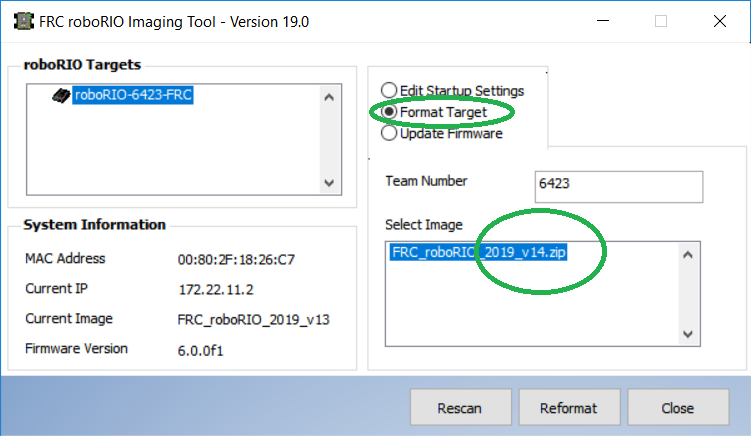 FRC roboRIO Imaging Tool - Version 19.0
roboRIO Targets
roboRIO-6423-FRC
Edit Startup Settings
Format Target
Update Firmware
Team Number
6423
Select Image
FRC_roboRIO_2019_v14.zip
System Information
MAC Address 00:80:2F:18:26:C7
Current IP 172.22.11.2
Current Image FRC_roboRIO_2019_v13
Firmware Version 6.0.0f1
Rescan
Reformat
Close